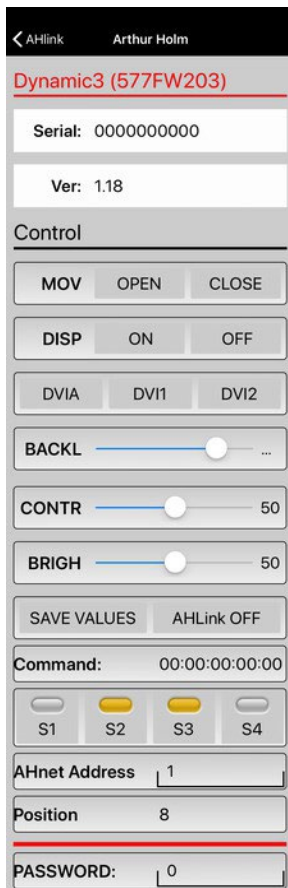 AHlink Arthur Holm
Dynamic3 (577FW203)
Serial: 0000000000
Ver: 1.18
Control
MOV OPEN CLOSE
DISP ON OFF
DVIA DVI1 DVI2
BACKL ...
CONTR 50
BRIGH 50
SAVE VALUES AHLink OFF
Command: 00:00:00:00:00
S1 S2 S3 S4
AHnet Address 1
Position 8
PASSWORD: 0